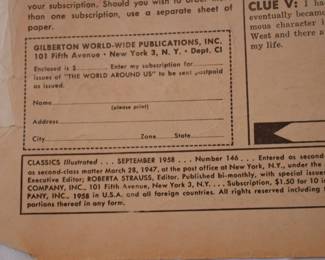 your subscription. Should you wish to order more
than one subscription, use a separate sheet of
paper.
GILBERTON WORLD-WIDE PUBLICATIONS, INC.
101 Fifth Avenue • New York 3, N. Y. • Dept. CI
Enclosed is $ Enter my subscription for
issues of "THE WORLD AROUND US" to be sent postpaid
as issued.
Name
(please print)
Address
City Zone State
CLUE V: I ha
eventually becam
mous character i
West and there a
my life.
CLASSICS Illustrated . . . SEPTEMBER 1958 . . . Number 146 . . . Entered as second
as second-class matter March 28, 1947, at the post office at New York, N.Y., under the
Executive Editor; ROBERTA STRAUSS, Editor. Published bi-monthly, with special issues
COMPANY, INC., 101 Fifth Avenue, New York 3, N.Y. . . . Subscription, $1.50 for 10 i
PANY, INC., 1958 in U.S.A. and all foreign countries. All rights reserved including
portions thereof in any form.